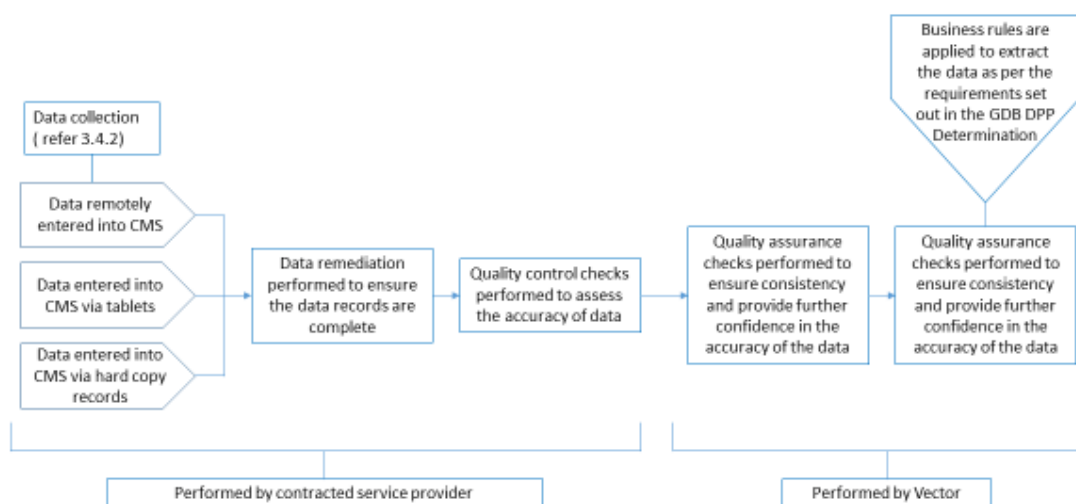 Business rules are
applied to extract
the data as per the
requirements set
out in the GDB DPP
Determination
Data collection
( refer 3.4.2)
Data remotely
entered into CMS
Data entered into
CMS via tablets
Data entered into
CMS via hard copy
records
Data remediation
performed to ensure
the data records are
complete
Quality control checks
performed to assess
the accuracy of data
Quality assurance
checks performed to
ensure consistency
and provide further
confidence in the
accuracy of the data
Quality assurance
checks performed to
ensure consistency
and provide further
confidence in the
accuracy of the data
Performed by contracted service provider
Performed by Vector